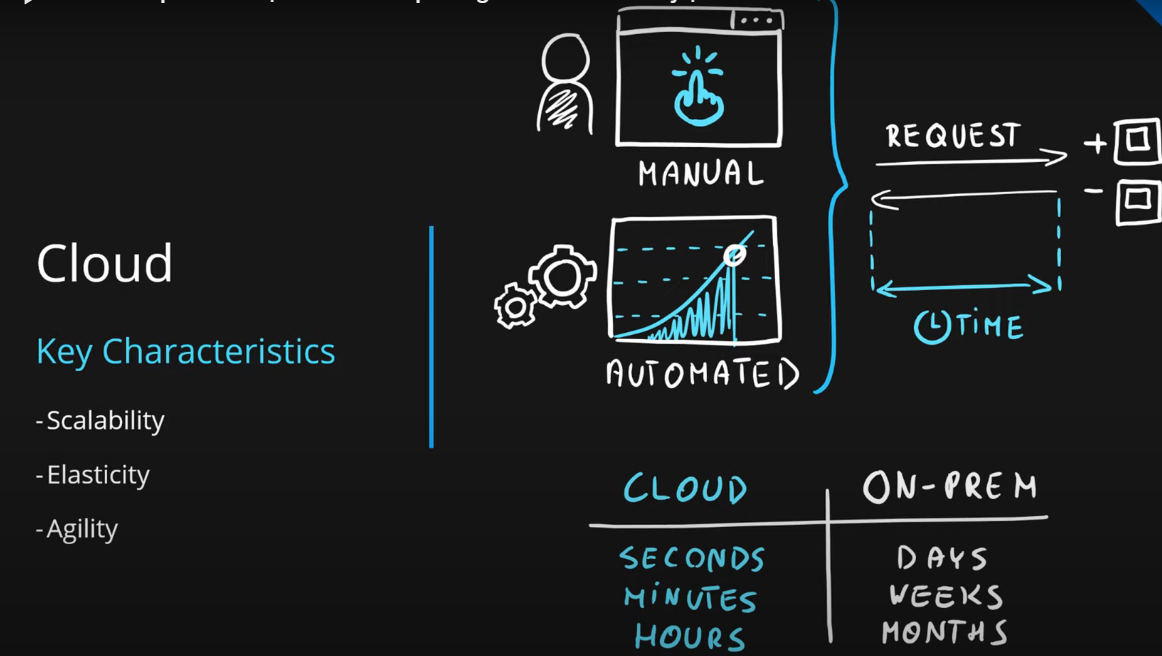 Cloud
Key Characteristics
-Scalability
-Elasticity
-Agility
MANUAL
AUTOMATED
REQUEST
+
-
TiME
CLOUD ON-PREM
SECONDS DAYS
MiNUTES WEEKS
HOURS MONTHS